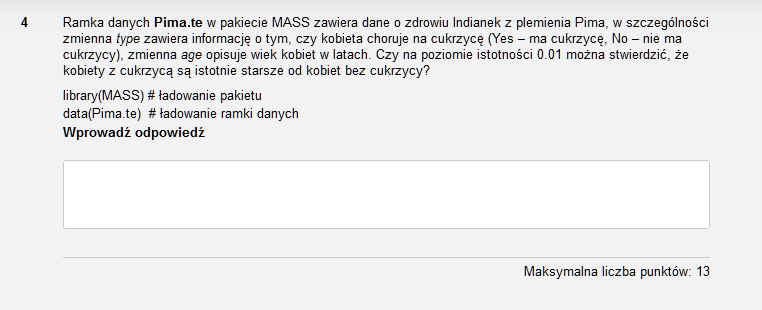 4 Ramka danych Pima.te w pakiecie MASS zawiera dane o zdrowiu Indianek z plemienia Pima, w szczególności
zmienna type zawiera informację o tym, czy kobieta choruje na cukrzycę (Yes – ma cukrzycę, No – nie ma
cukrzycy), zmienna age opisuje wiek kobiet w latach. Czy na poziomie istotności 0.01 można stwierdzić, że
kobiety z cukrzycą są istotnie starsze od kobiet bez cukrzycy?
library(MASS) # ładowanie pakietu
data(Pima.te) # ładowanie ramki danych
Wprowadź odpowiedź
Maksymalna liczba punktów: 13